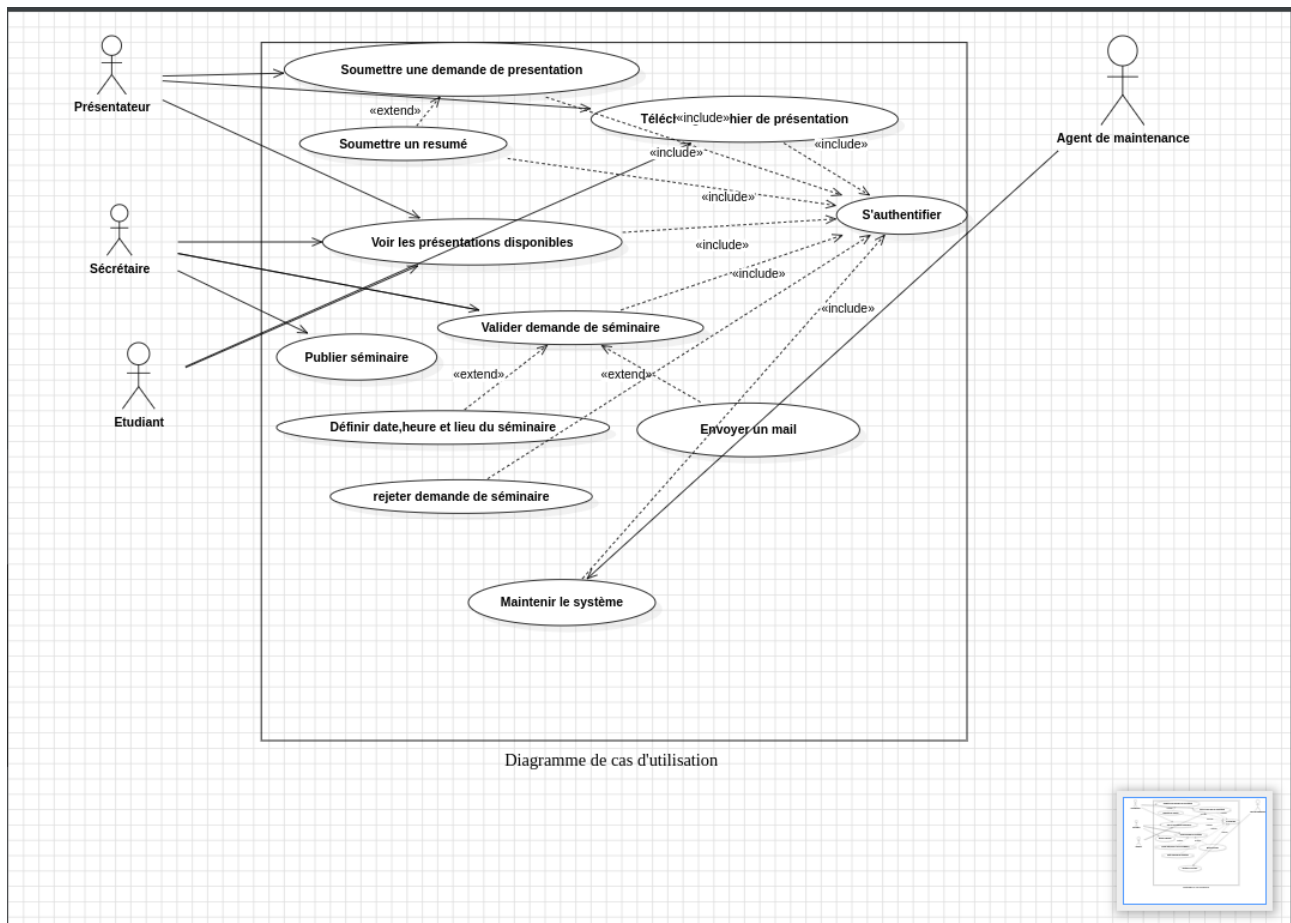 Présentateur
Soumettre une demande de presentation
«extend»
Soumettre un resumé
«include»
hier de présentation
Agent de maintenance
«include»
«include»
«include»
S'authentifier
Sécrétaire
Voir les présentations disponibles
«include»
«include»
«include»
Valider demande de séminaire
Publier séminaire
Etudiant
«extend»
«extend»
Définir date,heure et lieu du séminaire
Envoyer un mail
rejeter demande de séminaire
Maintenir le système
Diagramme de cas d'utilisation